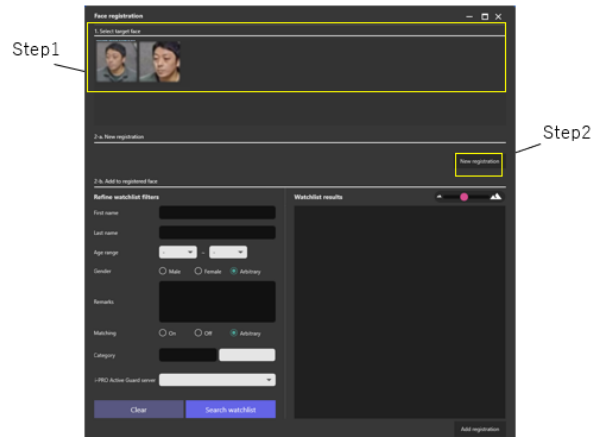 Face registration
1. Select target face
Step1
Step2
2-a. New registration
New registration
2-b. Add to registered face
Refine watchlist filters
Watchlist results
First name
Last name
Age range
-
–
-
Gender
Male
Female
Arbitrary
Remarks
Matching
On
Off
Arbitrary
Category
i-PRO Active Guard server
Clear
Search watchlist
Add registration